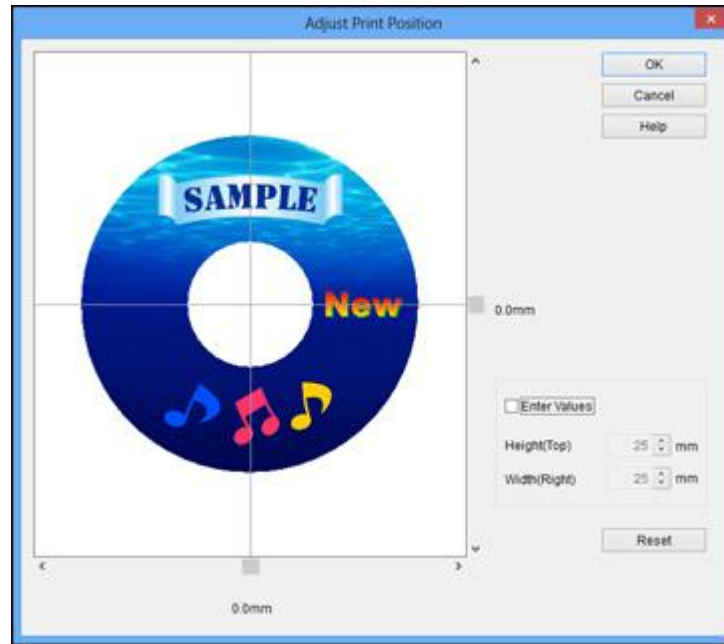 Adjust Print Position
OK
Cancel
Help
SAMPLE
New
0.0mm
Enter Values
Height(Top) 25 mm
Width(Right) 25 mm
Reset
0.0mm